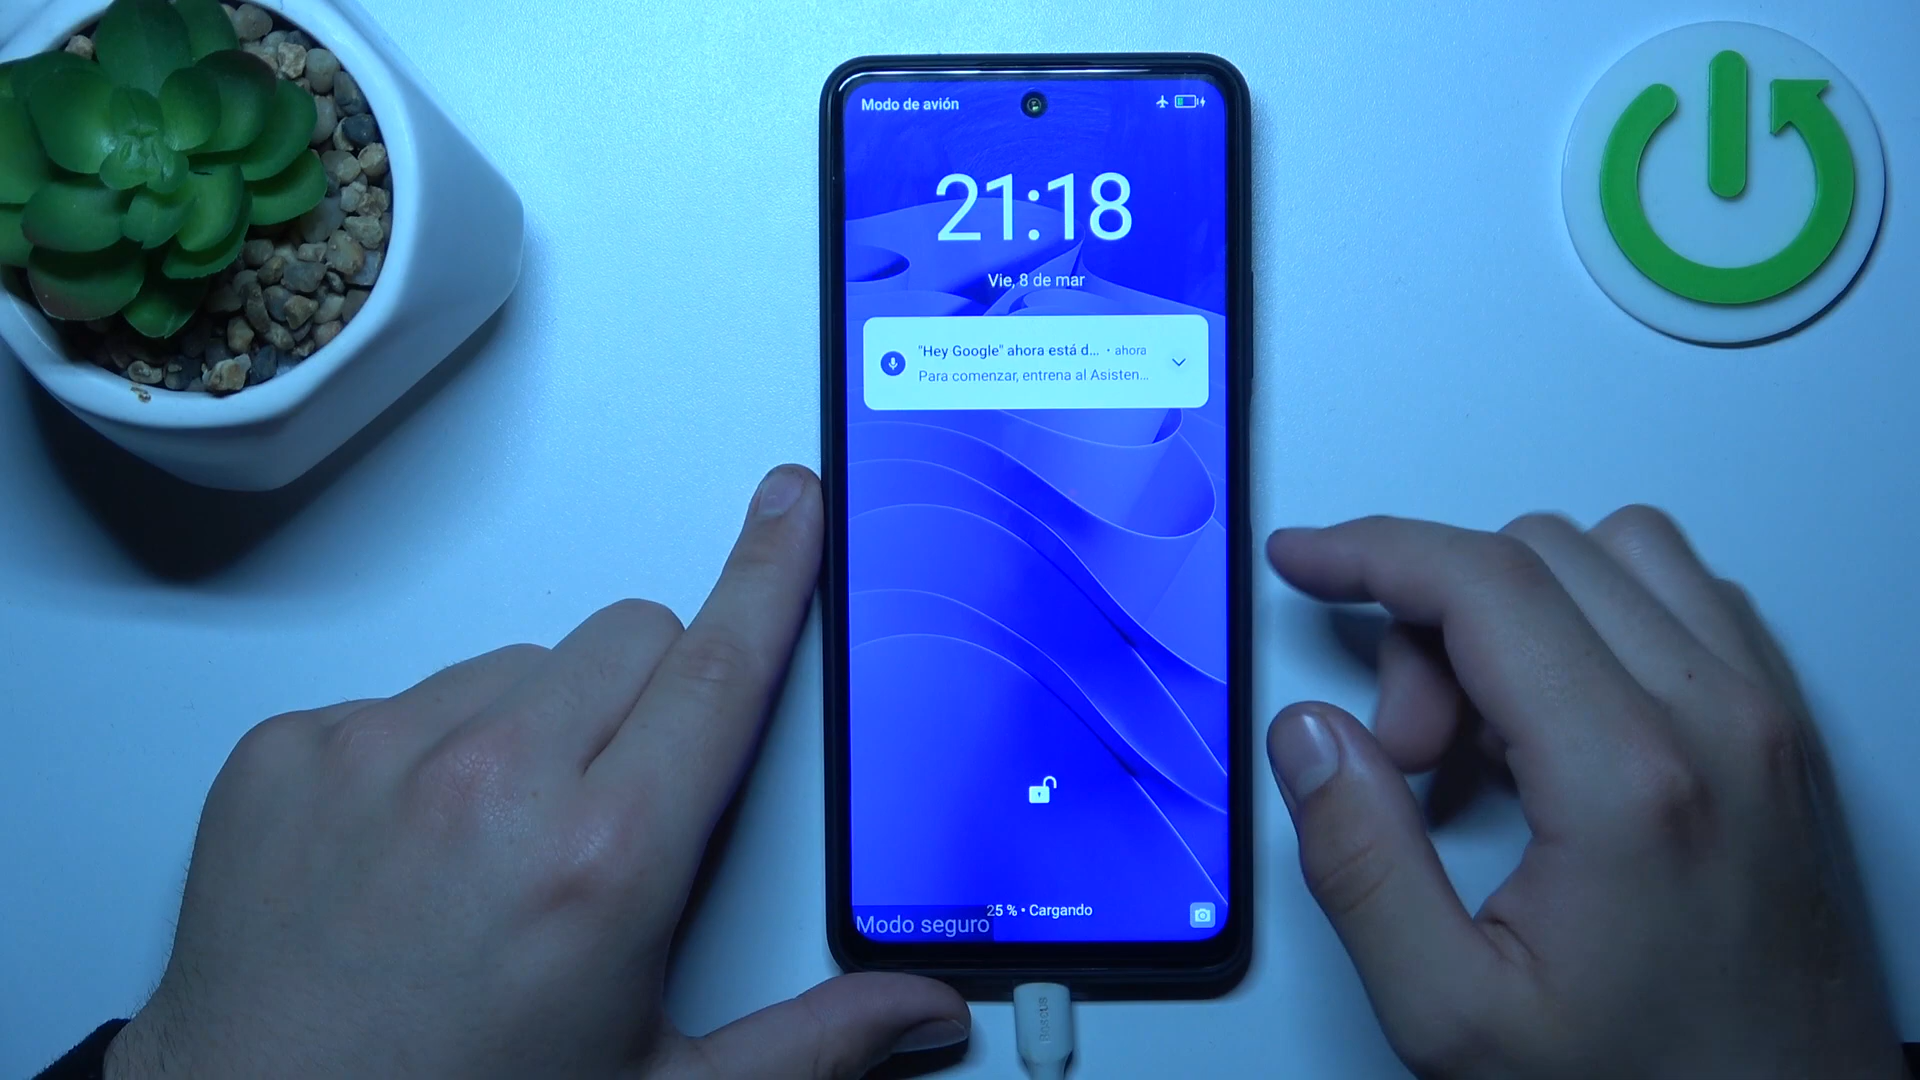 Modo de avión
21:18
Vie, 8 de mar
"Hey Google" ahora está d... • ahora
Para comenzar, entrena al Asisten...
25 % • Cargando
Modo seguro
Baseus